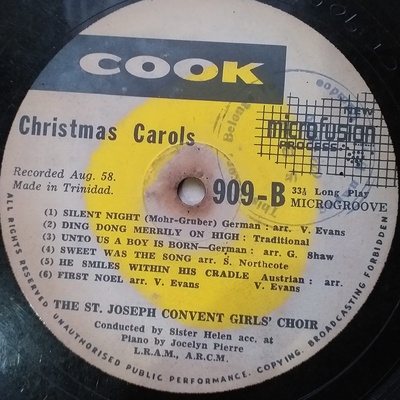 COOK
Christmas Carols
NEW
microfusion
PROCESS
Recorded Aug. 58.
Made in Trinidad.
909-B
33⅓ Long Play
MICROGROOVE
(1) SILENT NIGHT (Mohr-Gruber) German : arr. V. Evans
(2) DING DONG MERRILY ON HIGH : Traditional
(3) UNTO US A BOY IS BORN—German : arr. G. Shaw
(4) SWEET WAS THE SONG arr. S. Northcote
(5) HE SMILES WITHIN HIS CRADLE Austrian : arr. V. Evans
(6) FIRST NOEL arr. V. Evans
THE ST. JOSEPH CONVENT GIRLS' CHOIR
Conducted by Sister Helen acc. at
Piano by Jocelyn Pierre
L.R.A.M., A.R.C.M.
ALL RIGHTS RESERVED. UNAUTHORISED PUBLIC PERFORMANCE, COPYING, BROADCASTING FORBIDDEN